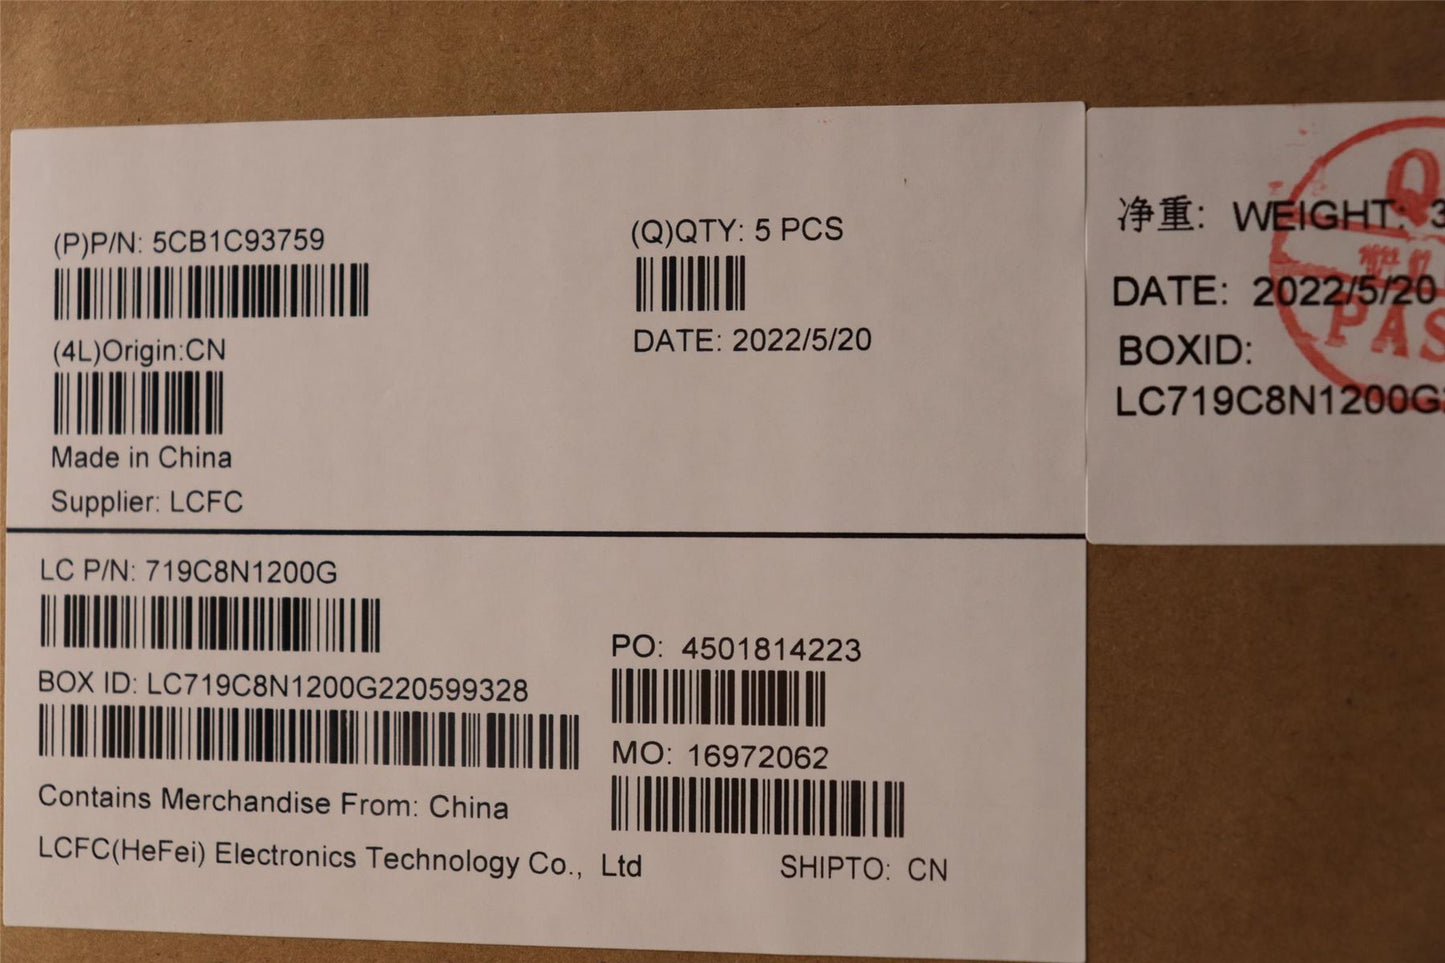 (P)P/N: 5CB1C93759
(4L)Origin:CN
Made in China
Supplier: LCFC
(Q)QTY: 5 PCS
DATE: 2022/5/20
LC P/N: 719C8N1200G
BOX ID: LC719C8N1200G220599328
Contains Merchandise From: China
LCFC(HeFei) Electronics Technology Co., Ltd
PO: 4501814223
MO: 16972062
SHIPTO: CN
净重: WEIGHT: 3
DATE: 2022/5/20
BOXID:
LC719C8N1200G
Q
PAS